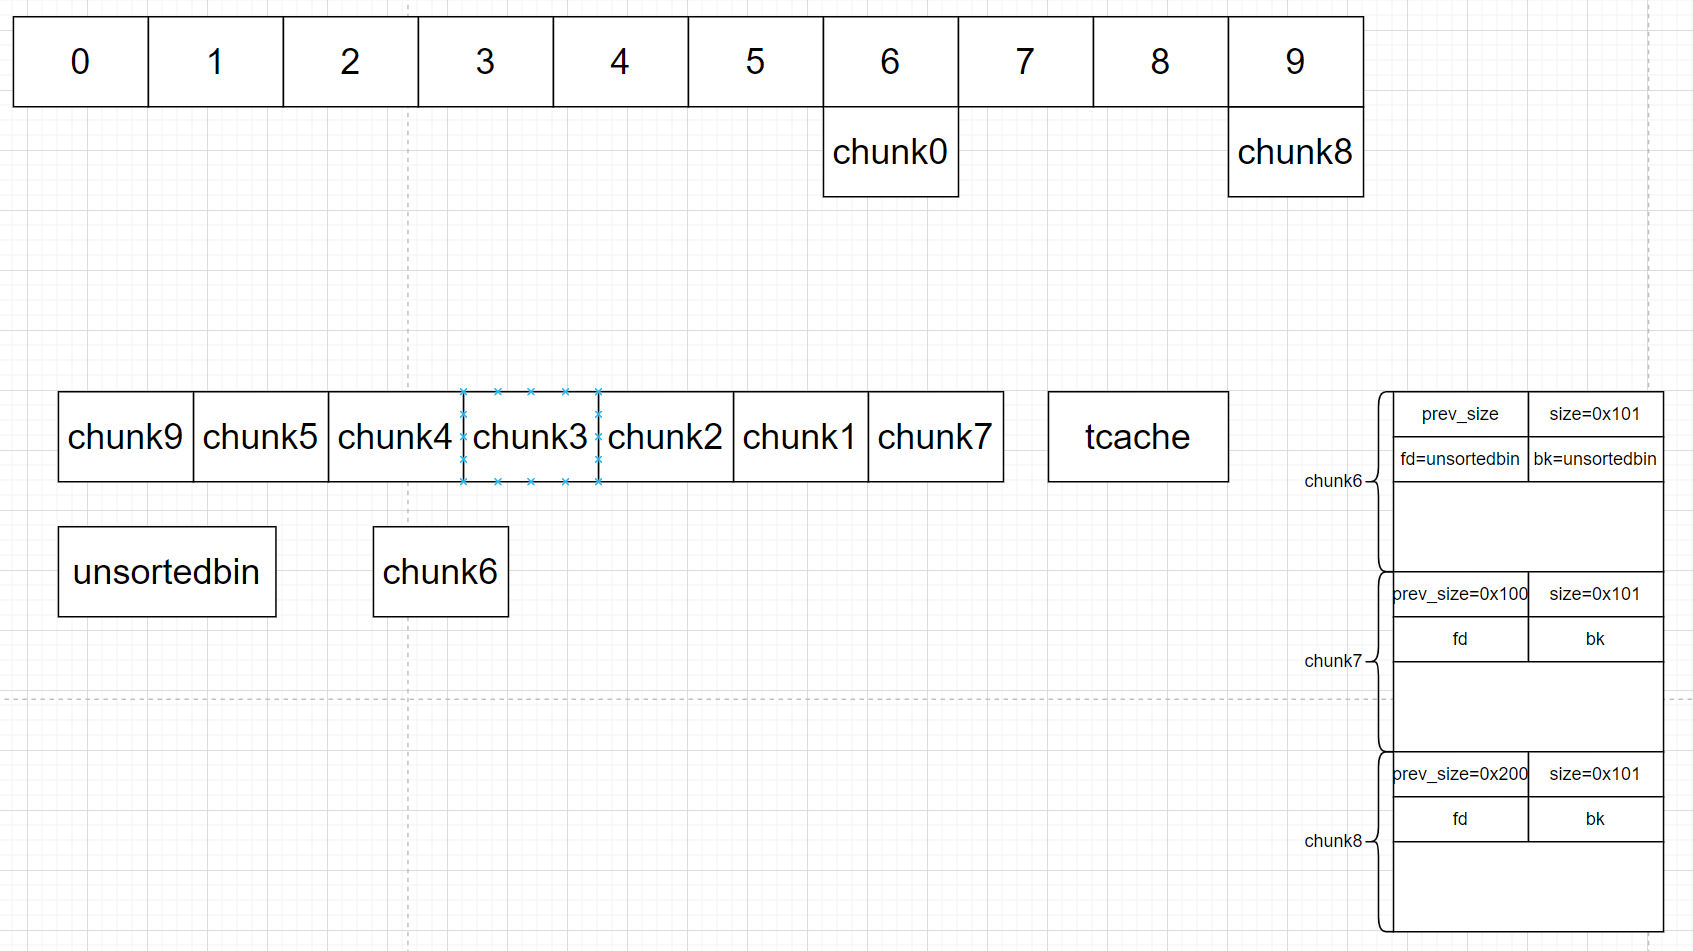 0 1 2 3 4 5 6 7 8 9
chunk0 chunk8
chunk9 chunk5 chunk4 chunk3 chunk2 chunk1 chunk7 tcache
unsortedbin chunk6
prev_size size=0x101
fd=unsortedbin bk=unsortedbin
chunk6
prev_size=0x100 size=0x101
fd bk
chunk7
prev_size=0x200 size=0x101
fd bk
chunk8